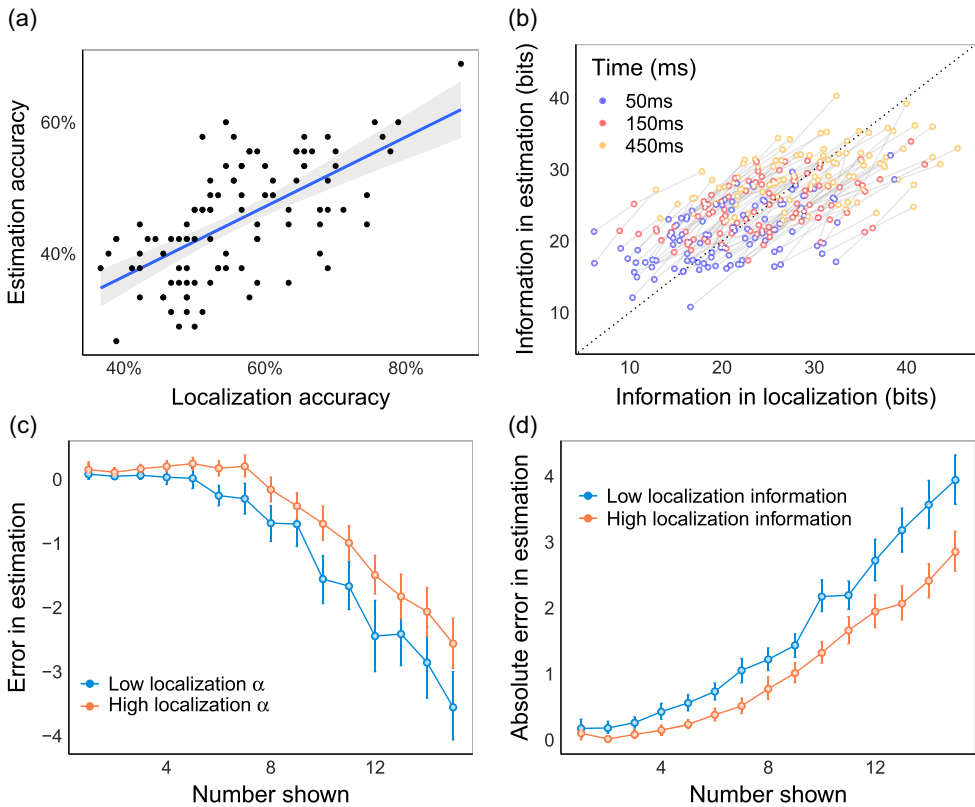 (a)
Estimation accuracy
60%
40%
40%
60%
80%
Localization accuracy
(b)
Information in estimation (bits)
Time (ms)
50ms
150ms
450ms
40
30
20
10
10
20
30
40
Information in localization (bits)
(c)
Error in estimation
0
−1
−2
−3
−4
Low localization α
High localization α
4
8
12
Number shown
(d)
Absolute error in estimation
4
3
2
1
0
Low localization information
High localization information
4
8
12
Number shown